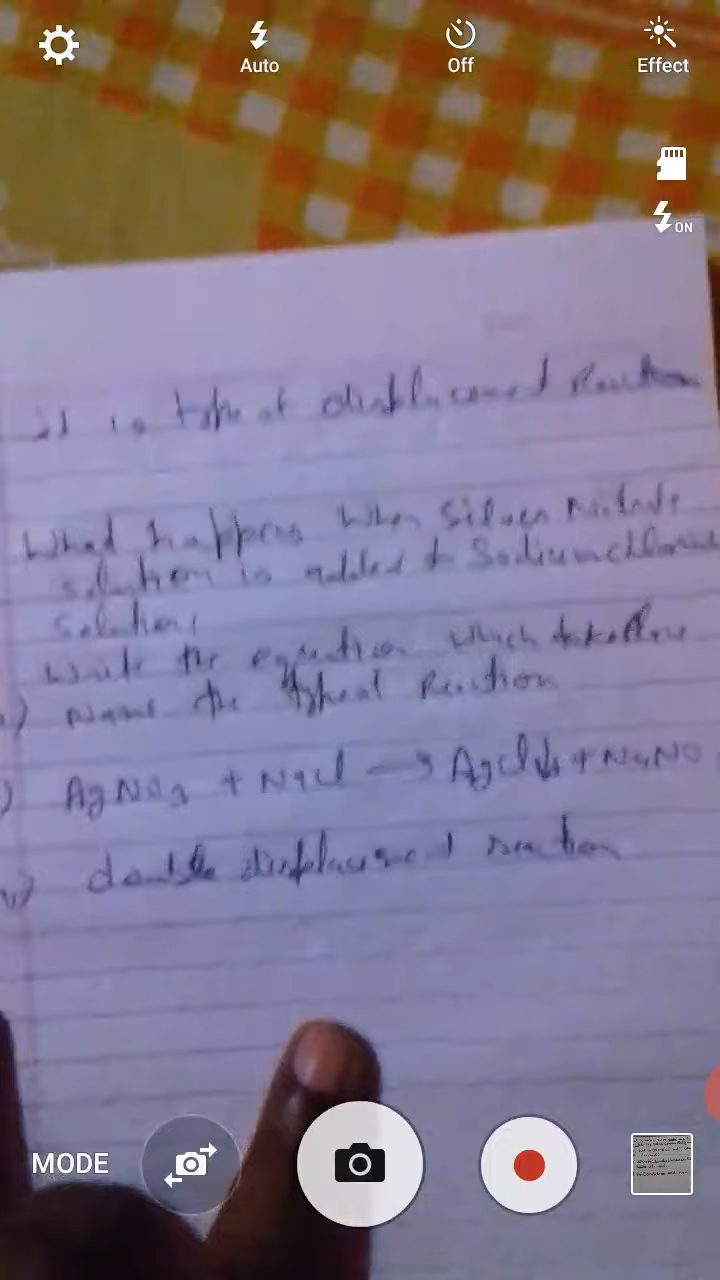 Auto
Off
Effect
ON
it is type of displacement Reaction
What happens when silver Nitrate
solution is added to Sodium chloride
solution;
write the equation which take place
Name the type of Reaction
) AgNO3 + NaCl → AgCl↓ + NaNO
double displacement reaction
MODE